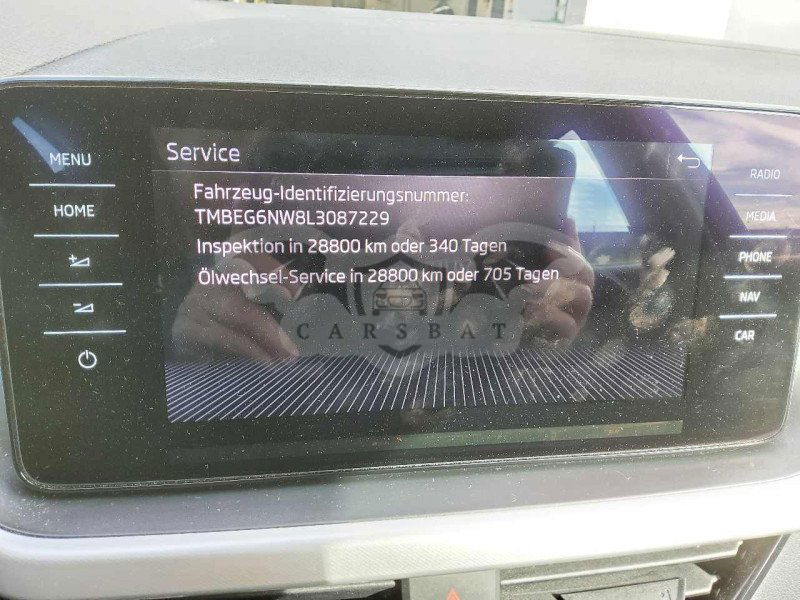 MENU
HOME
Service
Fahrzeug-Identifizierungsnummer:
TMBEG6NW8L3087229
Inspektion in 28800 km oder 340 Tagen
Ölwechsel-Service in 28800 km oder 705 Tagen
CARSBAT
RADIO
MEDIA
PHONE
NAV
CAR